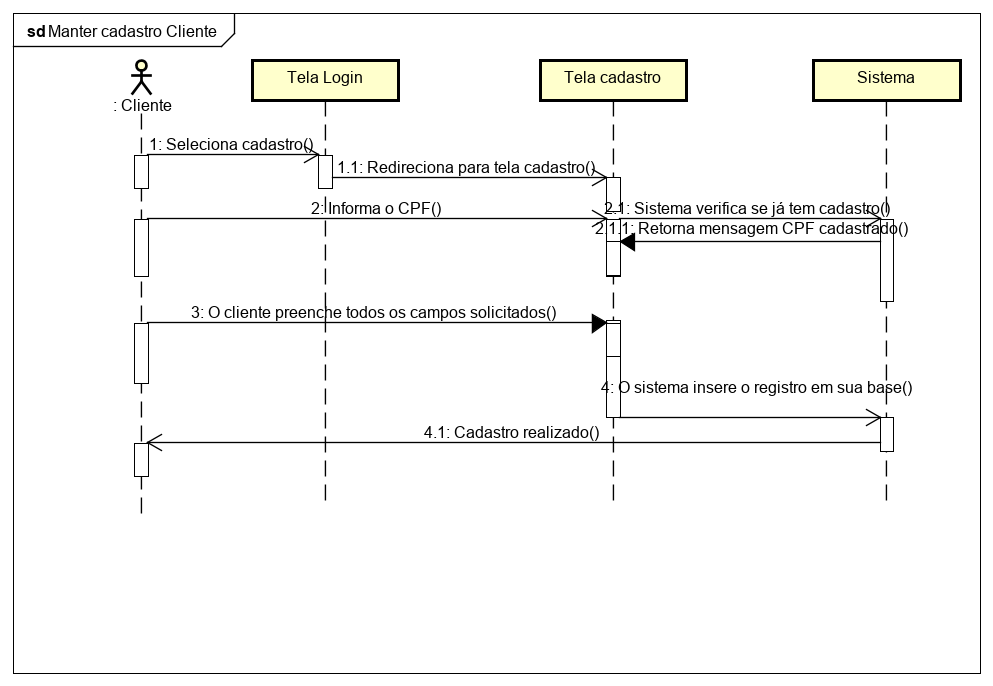 sd Manter cadastro Cliente
: Cliente
Tela Login
Tela cadastro
Sistema
1: Seleciona cadastro()
1.1: Redireciona para tela cadastro()
2: Informa o CPF()
2.1: Sistema verifica se já tem cadastro()
2.1.1: Retorna mensagem CPF cadastrado()
3: O cliente preenche todos os campos solicitados()
4: O sistema insere o registro em sua base()
4.1: Cadastro realizado()